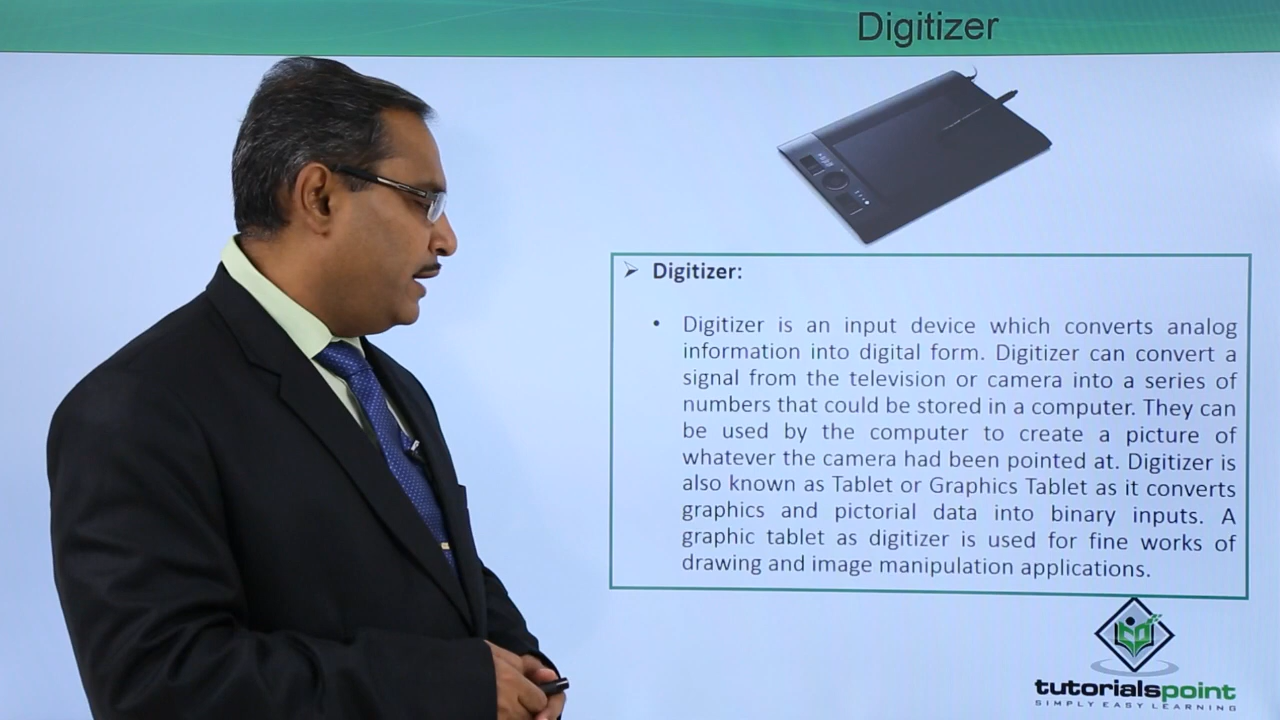 Digitizer
➤ Digitizer:
• Digitizer is an input device which converts analog
information into digital form. Digitizer can convert a
signal from the television or camera into a series of
numbers that could be stored in a computer. They can
be used by the computer to create a picture of
whatever the camera had been pointed at. Digitizer is
also known as Tablet or Graphics Tablet as it converts
graphics and pictorial data into binary inputs. A
graphic tablet as digitizer is used for fine works of
drawing and image manipulation applications.
tutorialspoint
SIMPLY EASY LEARNING